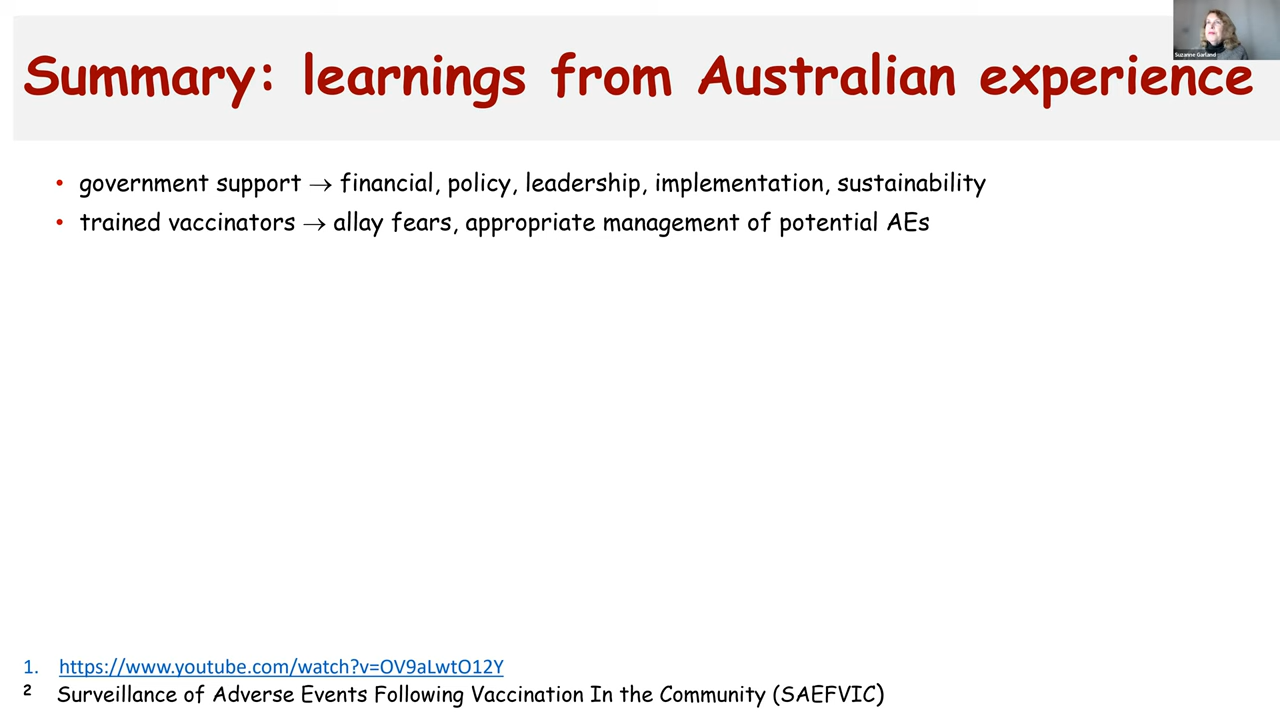 Suzanne Garland
Summary: learnings from Australian experience
• government support → financial, policy, leadership, implementation, sustainability
• trained vaccinators → allay fears, appropriate management of potential AEs
1. https://www.youtube.com/watch?v=OV9aLwtO12Y
2 Surveillance of Adverse Events Following Vaccination In the Community (SAEFVIC)